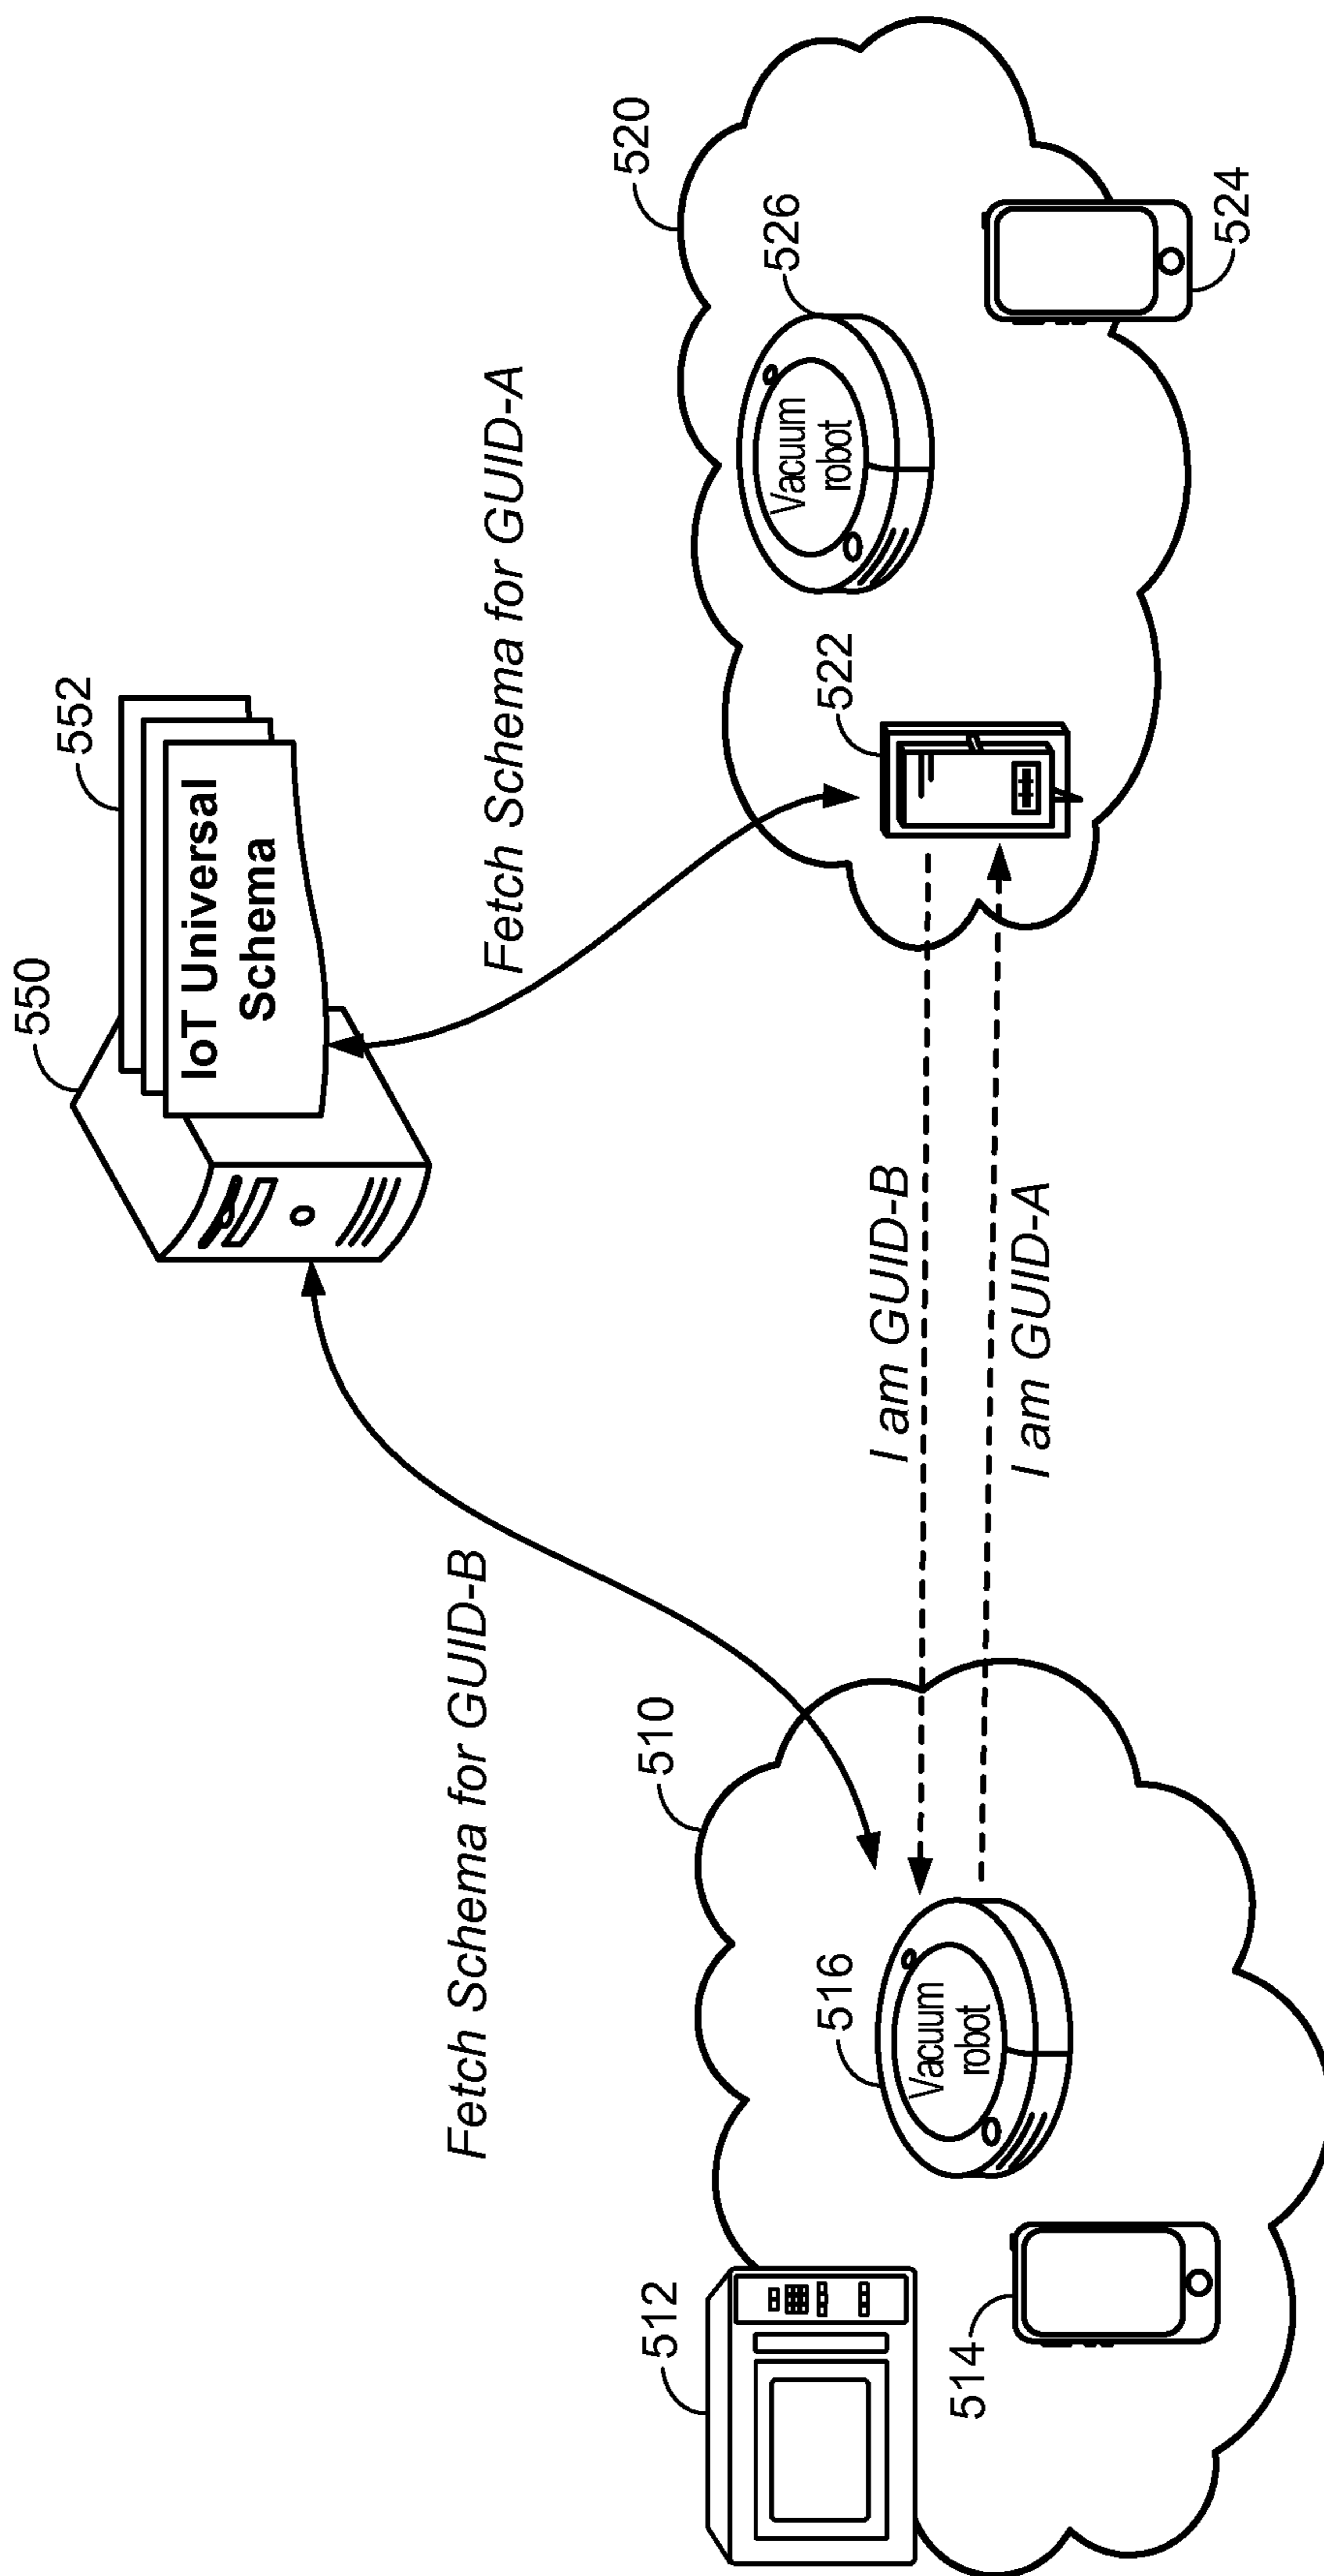 550
IoT Universal
Schema
552
Fetch Schema for GUID-B
Fetch Schema for GUID-A
510
520
512
516
Vacuum
robot
514
I am GUID-B
I am GUID-A
522
526
Vacuum
robot
524